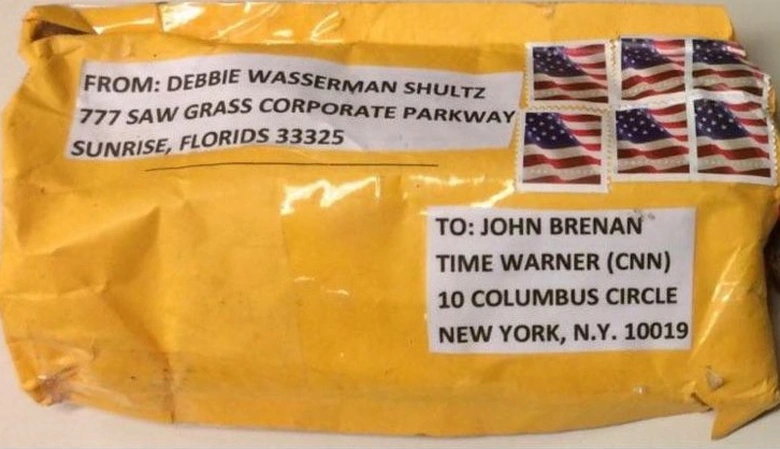 FROM: DEBBIE WASSERMAN SHULTZ
777 SAW GRASS CORPORATE PARKWAY
SUNRISE, FLORIDS 33325
TO: JOHN BRENAN
TIME WARNER (CNN)
10 COLUMBUS CIRCLE
NEW YORK, N.Y. 10019